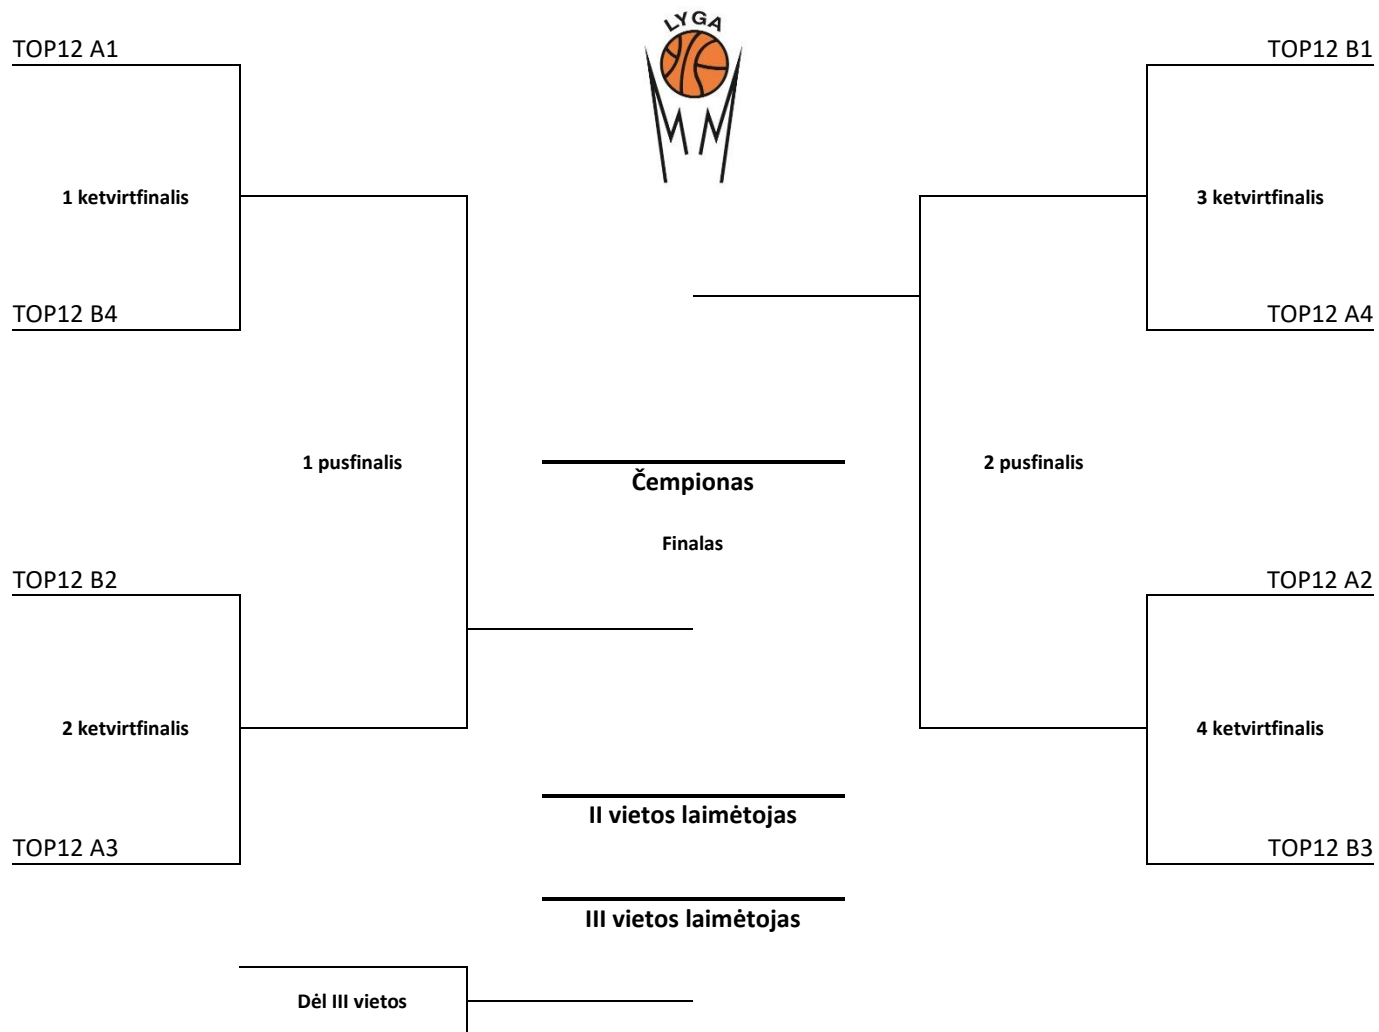 LYGA
TOP12 A1
TOP12 B1
1 ketvirtfinalis
3 ketvirtfinalis
TOP12 B4
TOP12 A4
1 pusfinalis
2 pusfinalis
Čempionas
Finalas
TOP12 B2
TOP12 A2
2 ketvirtfinalis
4 ketvirtfinalis
II vietos laimėtojas
TOP12 A3
TOP12 B3
III vietos laimėtojas
Dėl III vietos